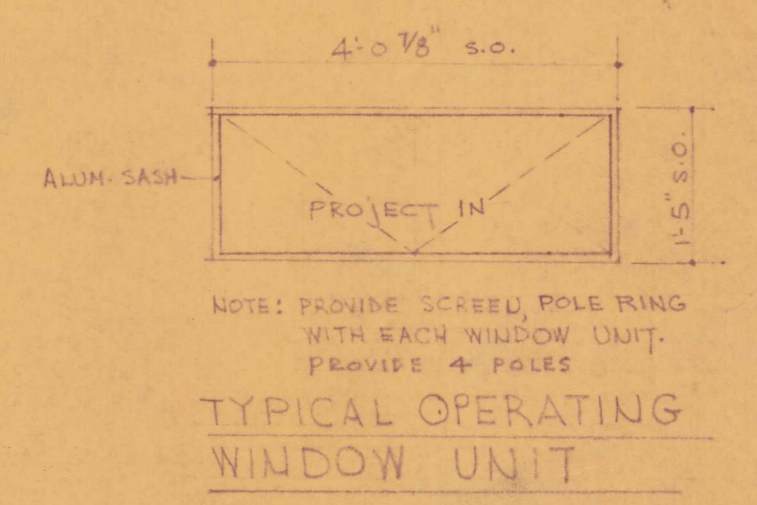 4'-0 7/8" S.O.
ALUM. SASH
PROJECT IN
1'-5" S.O.
NOTE: PROVIDE SCREEN, POLE RING
WITH EACH WINDOW UNIT.
PROVIDE 4 POLES
TYPICAL OPERATING
WINDOW UNIT